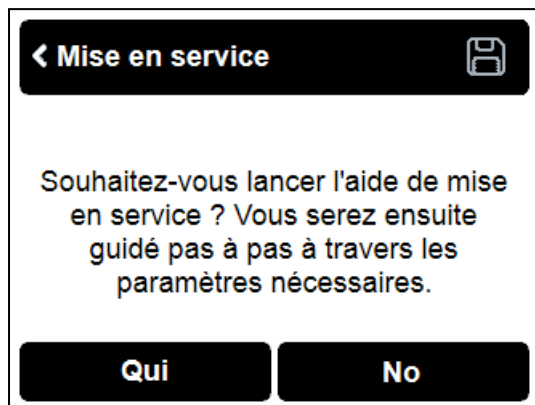 Mise en service
Souhaitez-vous lancer l'aide de mise
en service ? Vous serez ensuite
guidé pas à pas à travers les
paramètres nécessaires.
Qui
No